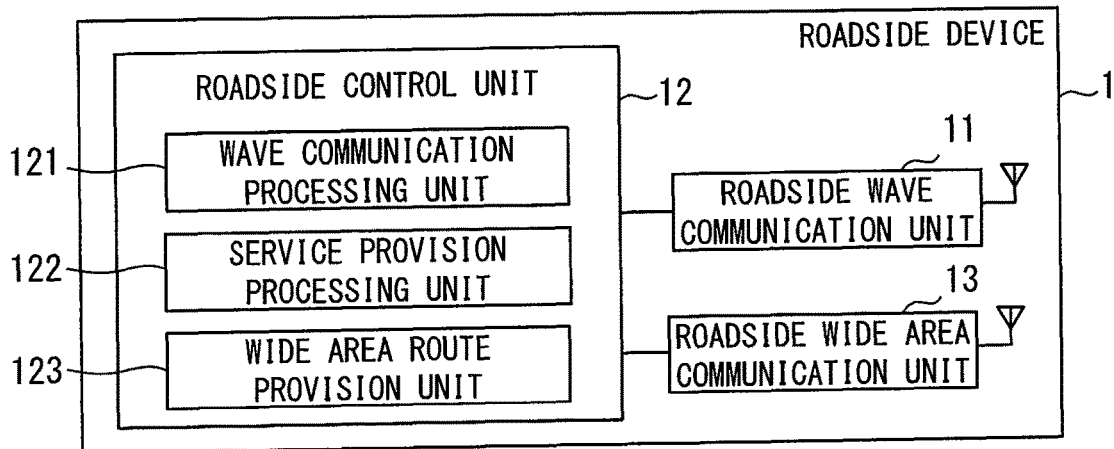 ROADSIDE DEVICE
1
ROADSIDE CONTROL UNIT
12
121
WAVE COMMUNICATION
PROCESSING UNIT
122
SERVICE PROVISION
PROCESSING UNIT
123
WIDE AREA ROUTE
PROVISION UNIT
11
ROADSIDE WAVE
COMMUNICATION UNIT
13
ROADSIDE WIDE AREA
COMMUNICATION UNIT